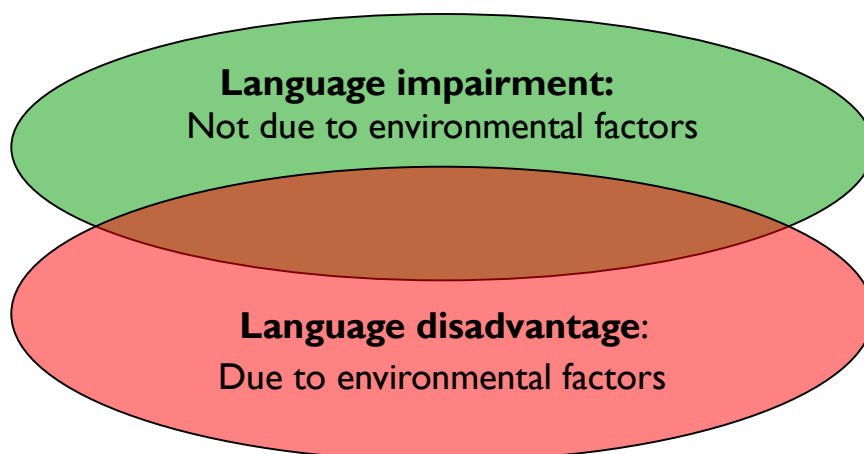 Language impairment:
Not due to environmental factors
Language disadvantage:
Due to environmental factors